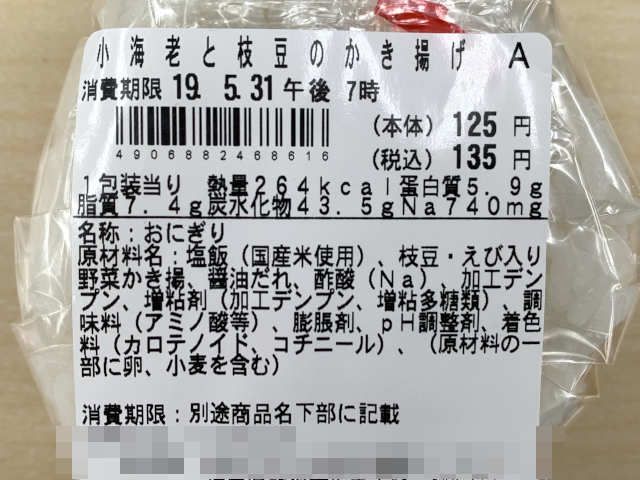 小海老と枝豆のかき揚げ A
消費期限 19. 5.31 午後 7時
(本体) 125 円
4906882468616
(税込) 135 円
1包装当り 熱量264kcal蛋白質5.9g
脂質7.4g炭水化物43.5gNa740mg
名称:おにぎり
原材料名:塩飯(国産米使用)、枝豆・えび入り
野菜かき揚、醤油だれ、酢酸(Na)、加工デン
プン、増粘剤(加工デンプン、増粘多糖類)、調
味料(アミノ酸等)、膨脹剤、pH調整剤、着色
料(カロテノイド、コチニール)、(原材料の一
部に卵、小麦を含む)
消費期限:別途商品名下部に記載